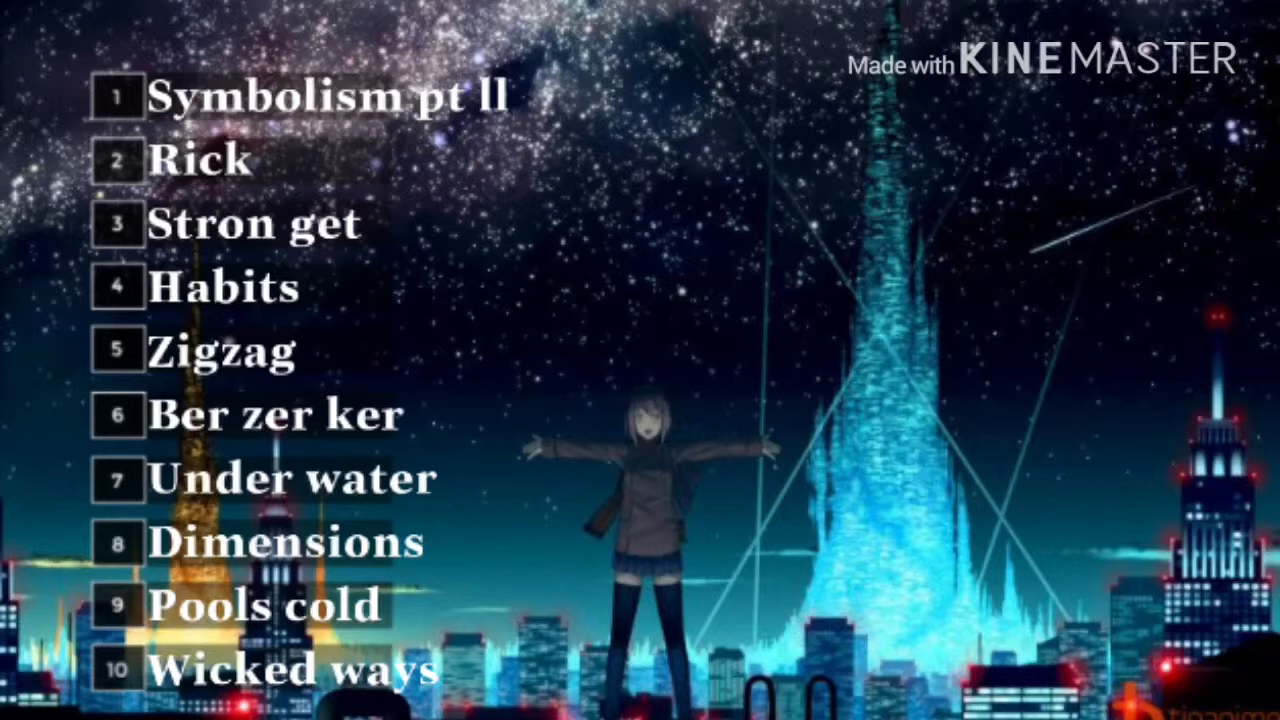 Made with KINEMASTER
1 Symbolism pt ll
2 Rick
3 Stron get
4 Habits
5 Zigzag
6 Ber zer ker
7 Under water
8 Dimensions
9 Pools cold
10 Wicked ways